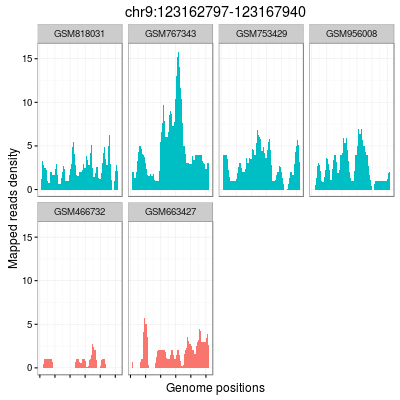 chr9:123162797-123167940
GSM818031 GSM767343 GSM753429 GSM956008
15
10
5
0
GSM466732 GSM663427
15
10
5
0
Mapped reads density
Genome positions